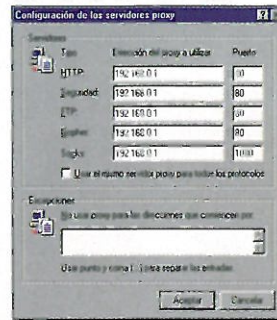 Configuración de los servidores proxy
Servidores
Tipo Dirección del proxy a utilizar Puerto
HTTP: 192.168.0.1 80
Seguridad: 192.168.0.1 80
FTP: 192.168.0.1 80
Gopher: 192.168.0.1 80
Socks: 192.168.0.1 1080
Usar el mismo servidor proxy para todos los protocolos
Excepciones
No usar proxy para las direcciones que comiencen por:
Usar punto y coma (;) para separar las entradas.
Aceptar Cancelar